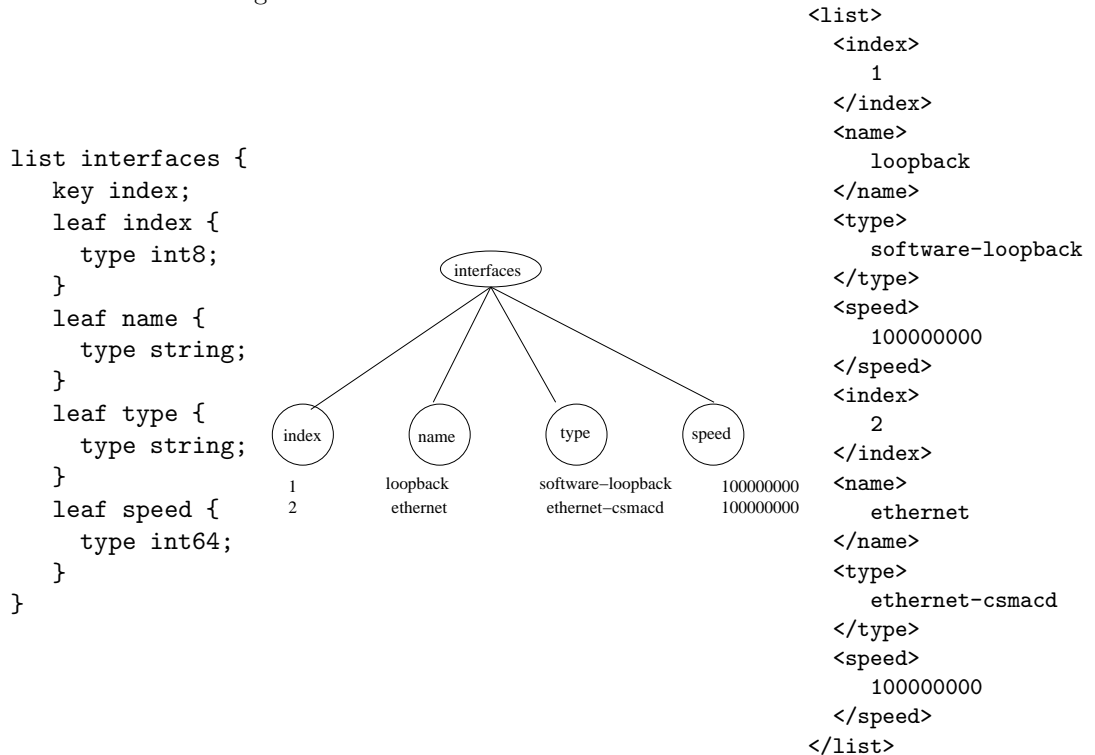 list interfaces {
   key index;
   leaf index {
     type int8;
   }
   leaf name {
     type string;
   }
   leaf type {
     type string;
   }
   leaf speed {
     type int64;
   }
}
interfaces
index name type speed
1 loopback software−loopback 100000000
2 ethernet ethernet−csmacd 100000000
<list>
  <index>
     1
  </index>
  <name>
     loopback
  </name>
  <type>
     software-loopback
  </type>
  <speed>
     100000000
  </speed>
  <index>
     2
  </index>
  <name>
     ethernet
  </name>
  <type>
     ethernet-csmacd
  </type>
  <speed>
     100000000
  </speed>
</list>